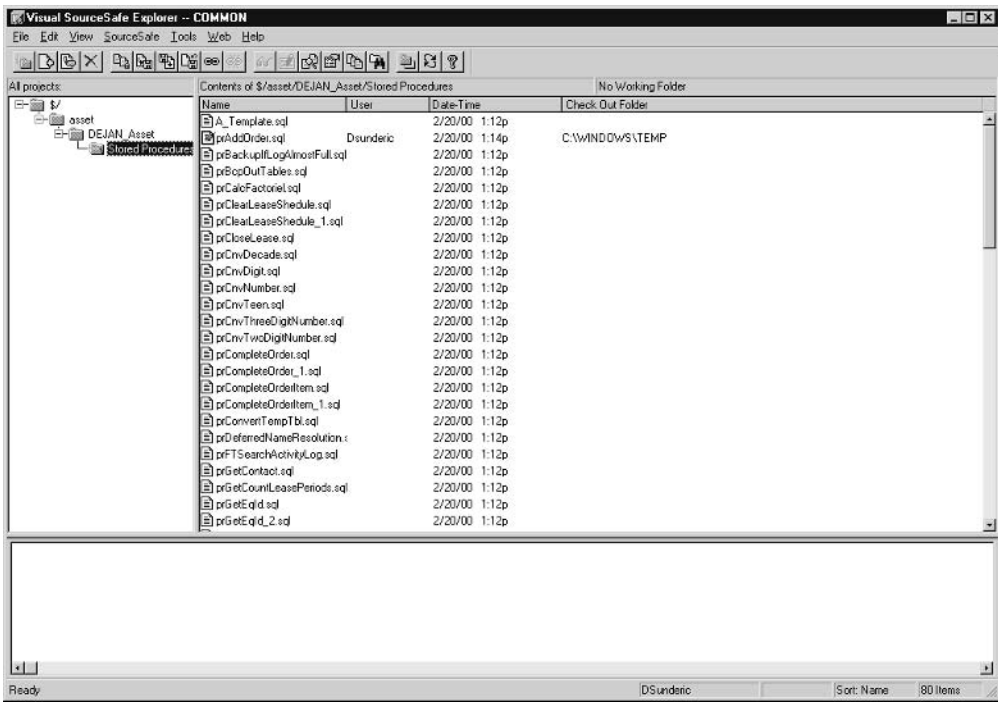 Visual SourceSafe Explorer -- COMMON
File Edit View SourceSafe Tools Web Help
All projects: Contents of $/asset/DEJAN_Asset/Stored Procedures No Working Folder
$/
asset
DEJAN_Asset
Stored Procedures
Name User Date-Time Check Out Folder
A_Template.sql 2/20/00 1:12p
prAddOrder.sql Dsunderic 2/20/00 1:14p C:\WINDOWS\TEMP
prBackupIfLogAlmostFull.sql 2/20/00 1:12p
prBcpOutTables.sql 2/20/00 1:12p
prCalcFactoriel.sql 2/20/00 1:12p
prClearLeaseShedule.sql 2/20/00 1:12p
prClearLeaseShedule_1.sql 2/20/00 1:12p
prCloseLease.sql 2/20/00 1:12p
prCnvDecade.sql 2/20/00 1:12p
prCnvDigit.sql 2/20/00 1:12p
prCnvNumber.sql 2/20/00 1:12p
prCnvTeen.sql 2/20/00 1:12p
prCnvThreeDigitNumber.sql 2/20/00 1:12p
prCnvTwoDigitNumber.sql 2/20/00 1:12p
prCompleteOrder.sql 2/20/00 1:12p
prCompleteOrder_1.sql 2/20/00 1:12p
prCompleteOrderItem.sql 2/20/00 1:12p
prCompleteOrderItem_1.sql 2/20/00 1:12p
prConvertTempTbl.sql 2/20/00 1:12p
prDeferredNameResolution.s 2/20/00 1:12p
prFTSearchActivityLog.sql 2/20/00 1:12p
prGetContact.sql 2/20/00 1:12p
prGetCountLeasePeriods.sql 2/20/00 1:12p
prGetEqId.sql 2/20/00 1:12p
prGetEqId_2.sql 2/20/00 1:12p
Ready DSunderic Sort: Name 80 Items